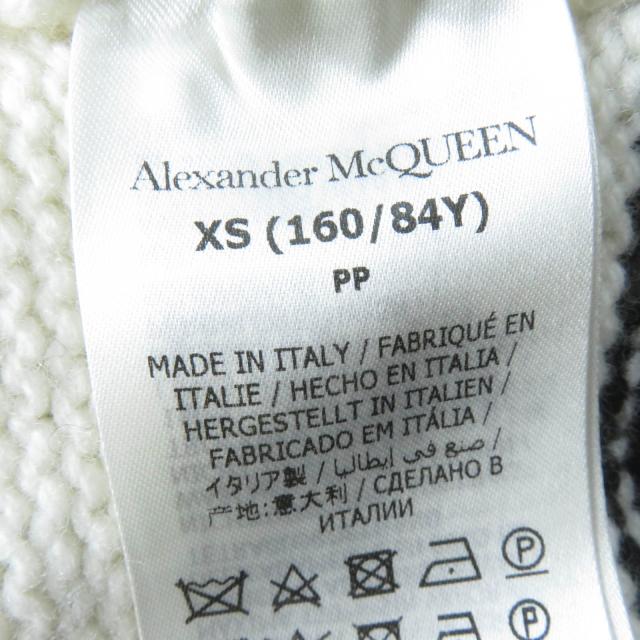 Alexander McQUEEN
XS (160/84Y)
PP
MADE IN ITALY / FABRIQUÉ EN
ITALIE / HECHO EN ITALIA /
HERGESTELLT IN ITALIEN /
FABRICADO EM ITÁLIA /
イタリア製 / صنع في إيطاليا /
产地:意大利 / СДЕЛАНО В
ИТАЛИИ
P
P